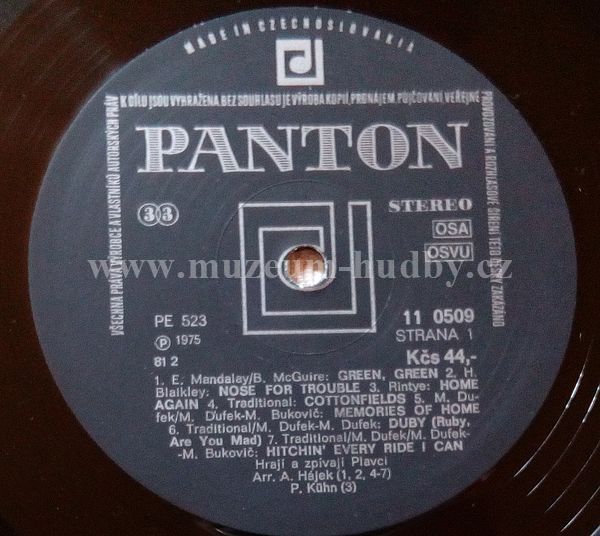 MADE IN CZECHOSLOVAKIA
VŠECHNA PRÁVA VÝROBCE A VLASTNÍKŮ AUTORSKÝCH PRÁV
K DÍLU JSOU VYHRAŽENA. BEZ SOUHLASU JE VÝROBA KOPIÍ, PRONÁJEM, PŮJČOVÁNÍ VEŘEJNÉ
PROVOZOVÁNÍ A ROZHLASOVÉ ŠÍŘENÍ TÉTO DESKY ZAKÁZÁNO
PANTON
33
STEREO
OSA
OSVU
www.muzeum-hudby.cz
PE 523
11 0509
Ⓟ 1975
STRANA 1
81 2
Kčs 44,-
1. E. Mandalay/B. McGuire: GREEN, GREEN 2. H.
Blaikley: NOSE FOR TROUBLE 3. Rintye: HOME
AGAIN 4. Traditional: COTTONFIELDS 5. M. Du-
fek/M. Dufek-M. Bukovič: MEMORIES OF HOME
6. Traditional/M. Dufek-M. Dufek: DUBY (Ruby,
Are You Mad) 7. Traditional/M. Dufek/M. Dufek-
-M. Bukovič: HITCHIN' EVERY RIDE I CAN
Hrají a zpívají Plavci
Arr. A. Hájek (1, 2, 4-7)
P. Kühn (3)